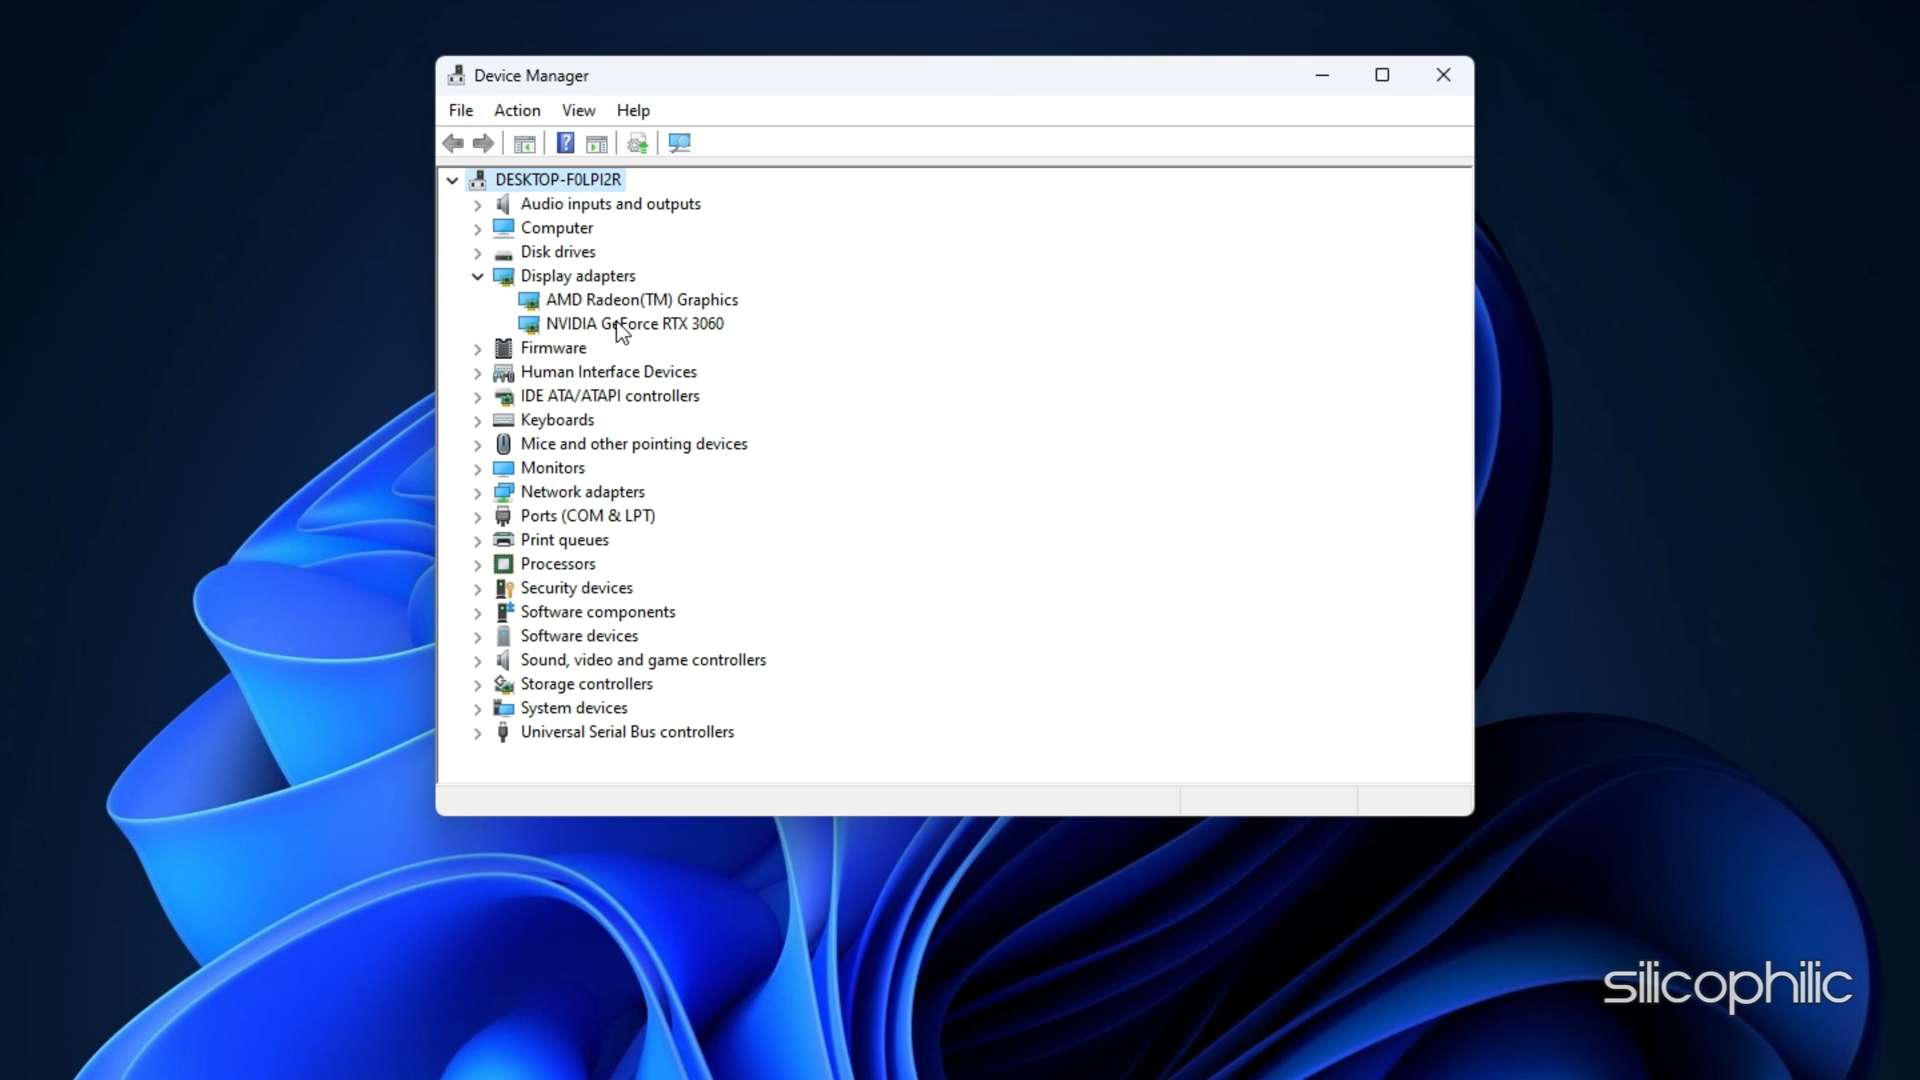 Device Manager
File Action View Help
DESKTOP-F0LPI2R
Audio inputs and outputs
Computer
Disk drives
Display adapters
AMD Radeon(TM) Graphics
NVIDIA GeForce RTX 3060
Firmware
Human Interface Devices
IDE ATA/ATAPI controllers
Keyboards
Mice and other pointing devices
Monitors
Network adapters
Ports (COM & LPT)
Print queues
Processors
Security devices
Software components
Software devices
Sound, video and game controllers
Storage controllers
System devices
Universal Serial Bus controllers
silicophilic